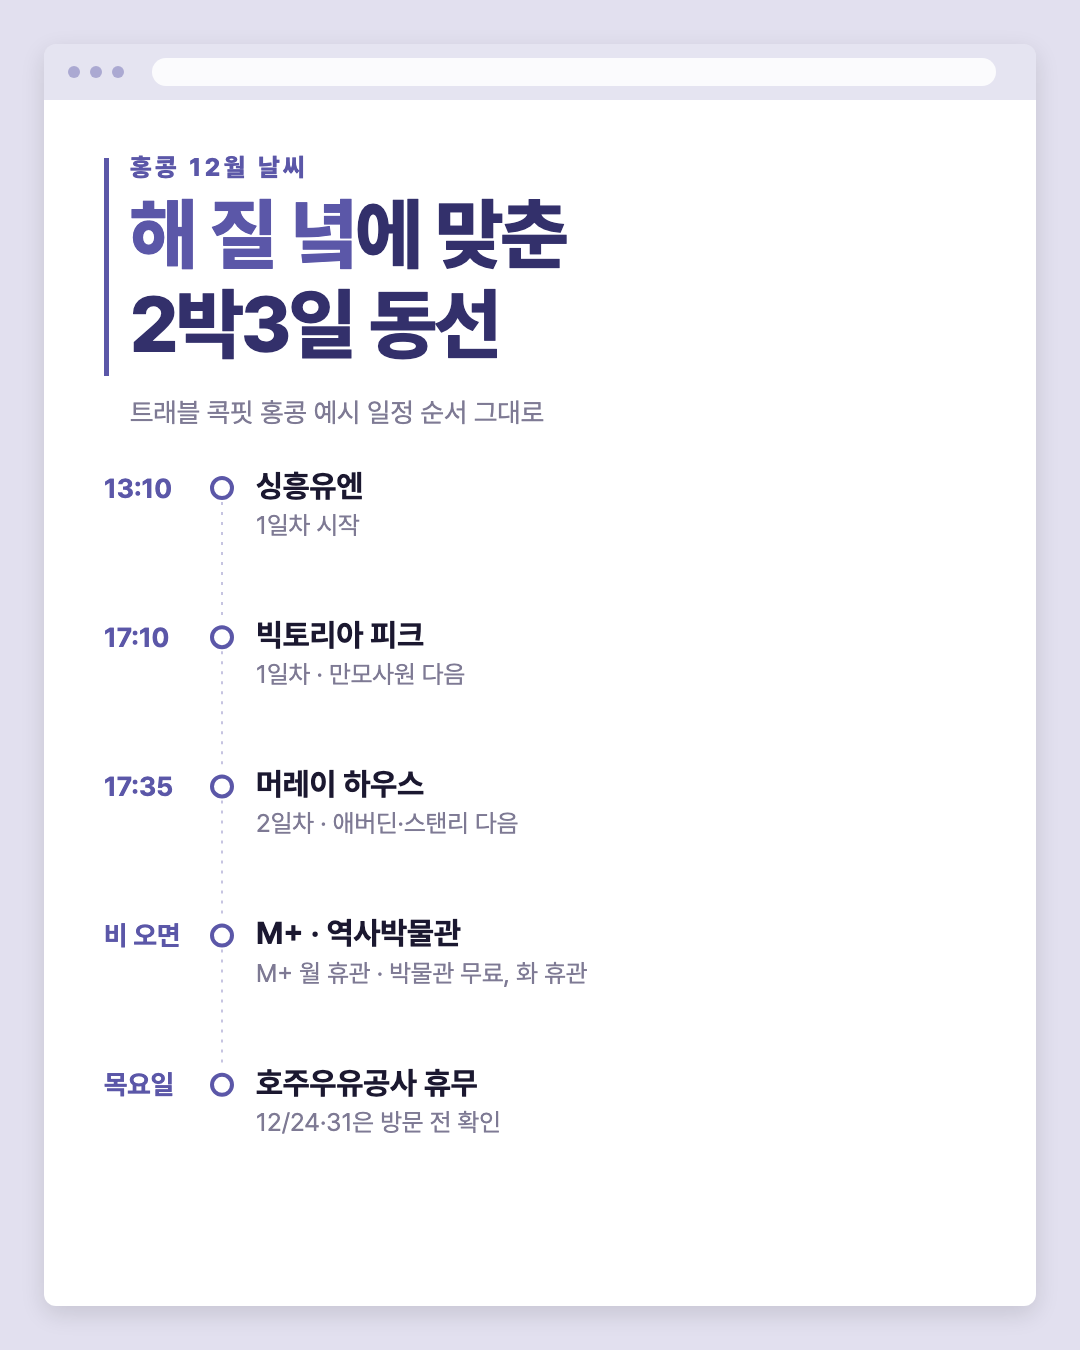 홍콩 12월 날씨
해 질 녘에 맞춘
2박3일 동선
트래블 콕핏 홍콩 예시 일정 순서 그대로
13:10 싱흥유엔
1일차 시작
17:10 빅토리아 피크
1일차 · 만모사원 다음
17:35 머레이 하우스
2일차 · 애버딘·스탠리 다음
비 오면 M+ · 역사박물관
M+ 월 휴관 · 박물관 무료, 화 휴관
목요일 호주우유공사 휴무
12/24·31은 방문 전 확인